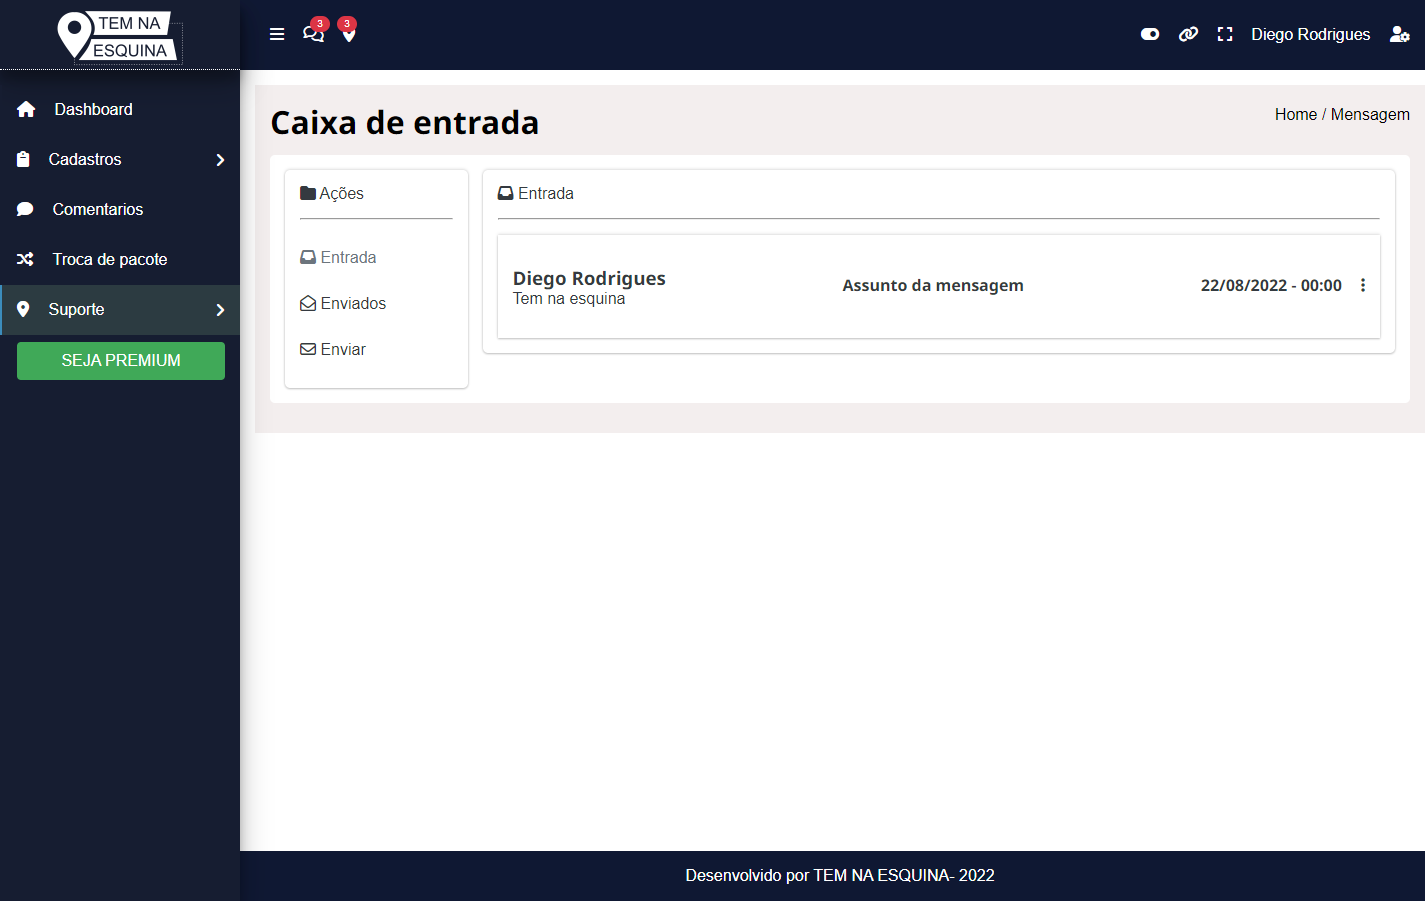 TEM NA
ESQUINA
3
3
Diego Rodrigues
Dashboard
Cadastros
Comentarios
Troca de pacote
Suporte
SEJA PREMIUM
Caixa de entrada
Home / Mensagem
Ações
Entrada
Enviados
Enviar
Entrada
Diego Rodrigues
Tem na esquina
Assunto da mensagem
22/08/2022 - 00:00
Desenvolvido por TEM NA ESQUINA- 2022